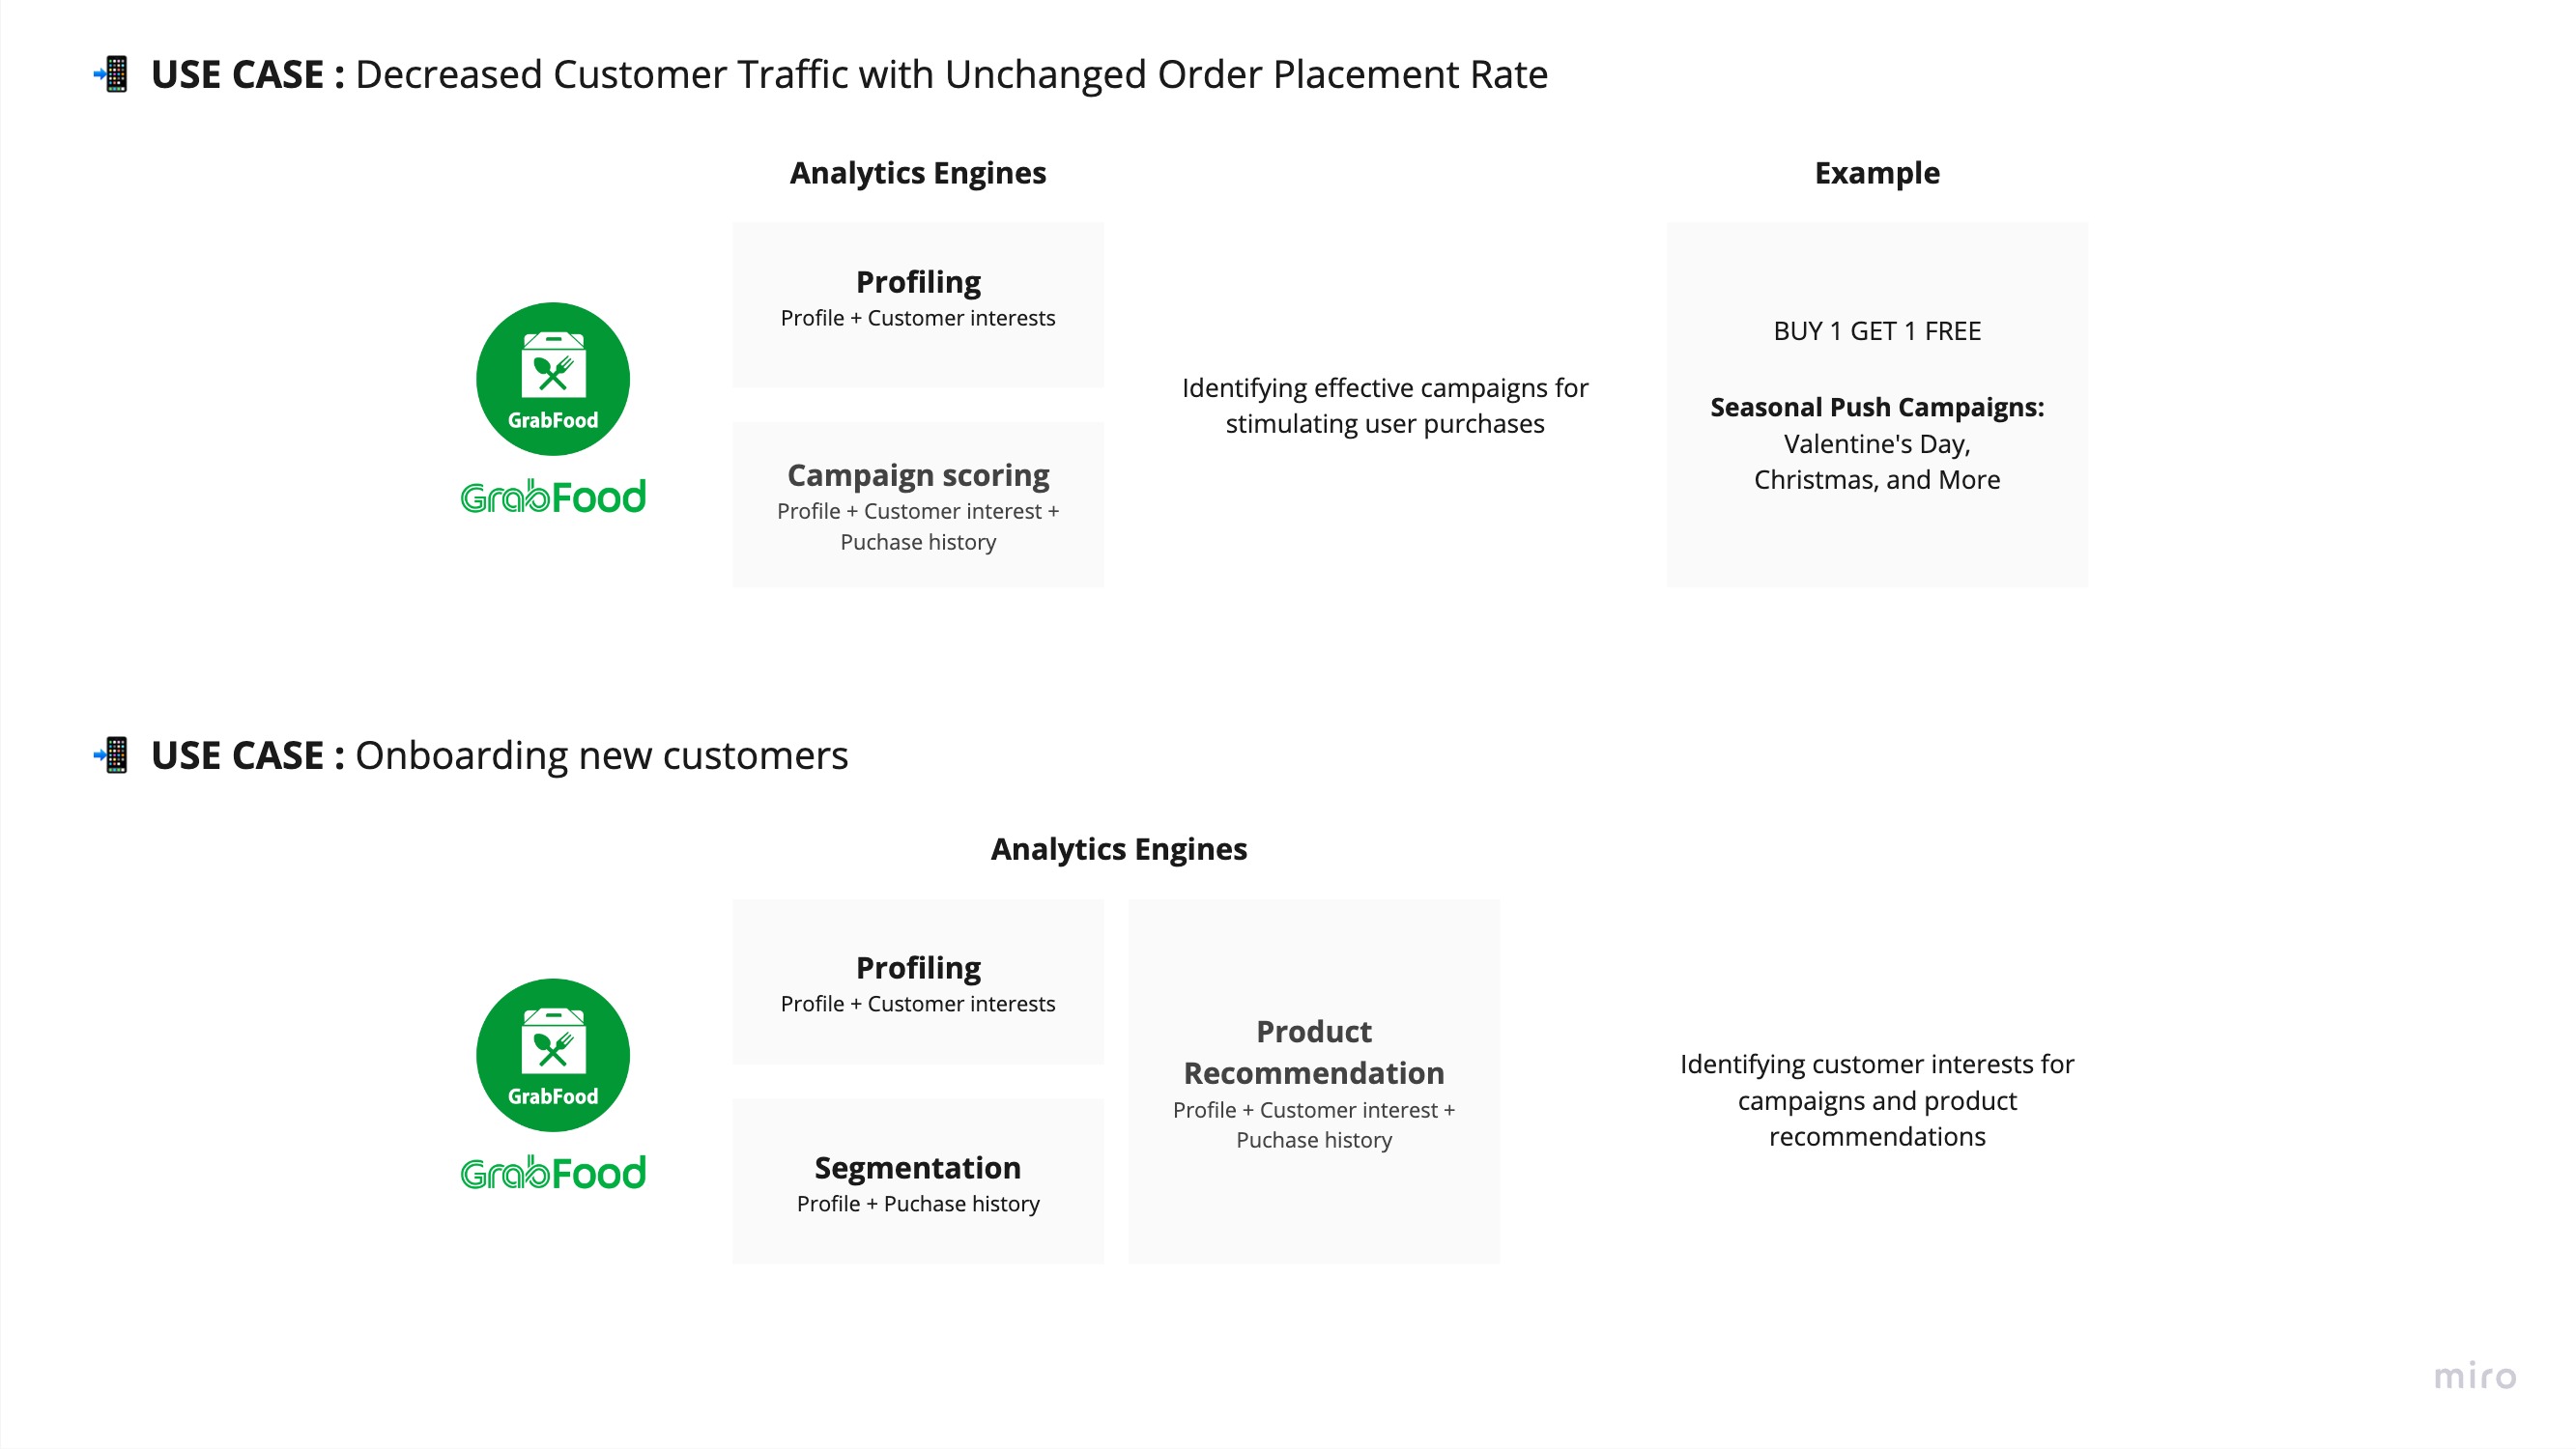 USE CASE : Decreased Customer Traffic with Unchanged Order Placement Rate
Analytics Engines
Example
GrabFood
GrabFood
Profiling
Profile + Customer interests
Campaign scoring
Profile + Customer interest +
Puchase history
Identifying effective campaigns for
stimulating user purchases
BUY 1 GET 1 FREE
Seasonal Push Campaigns:
Valentine's Day,
Christmas, and More
USE CASE : Onboarding new customers
Analytics Engines
GrabFood
GrabFood
Profiling
Profile + Customer interests
Segmentation
Profile + Puchase history
Product
Recommendation
Profile + Customer interest +
Puchase history
Identifying customer interests for
campaigns and product
recommendations
miro